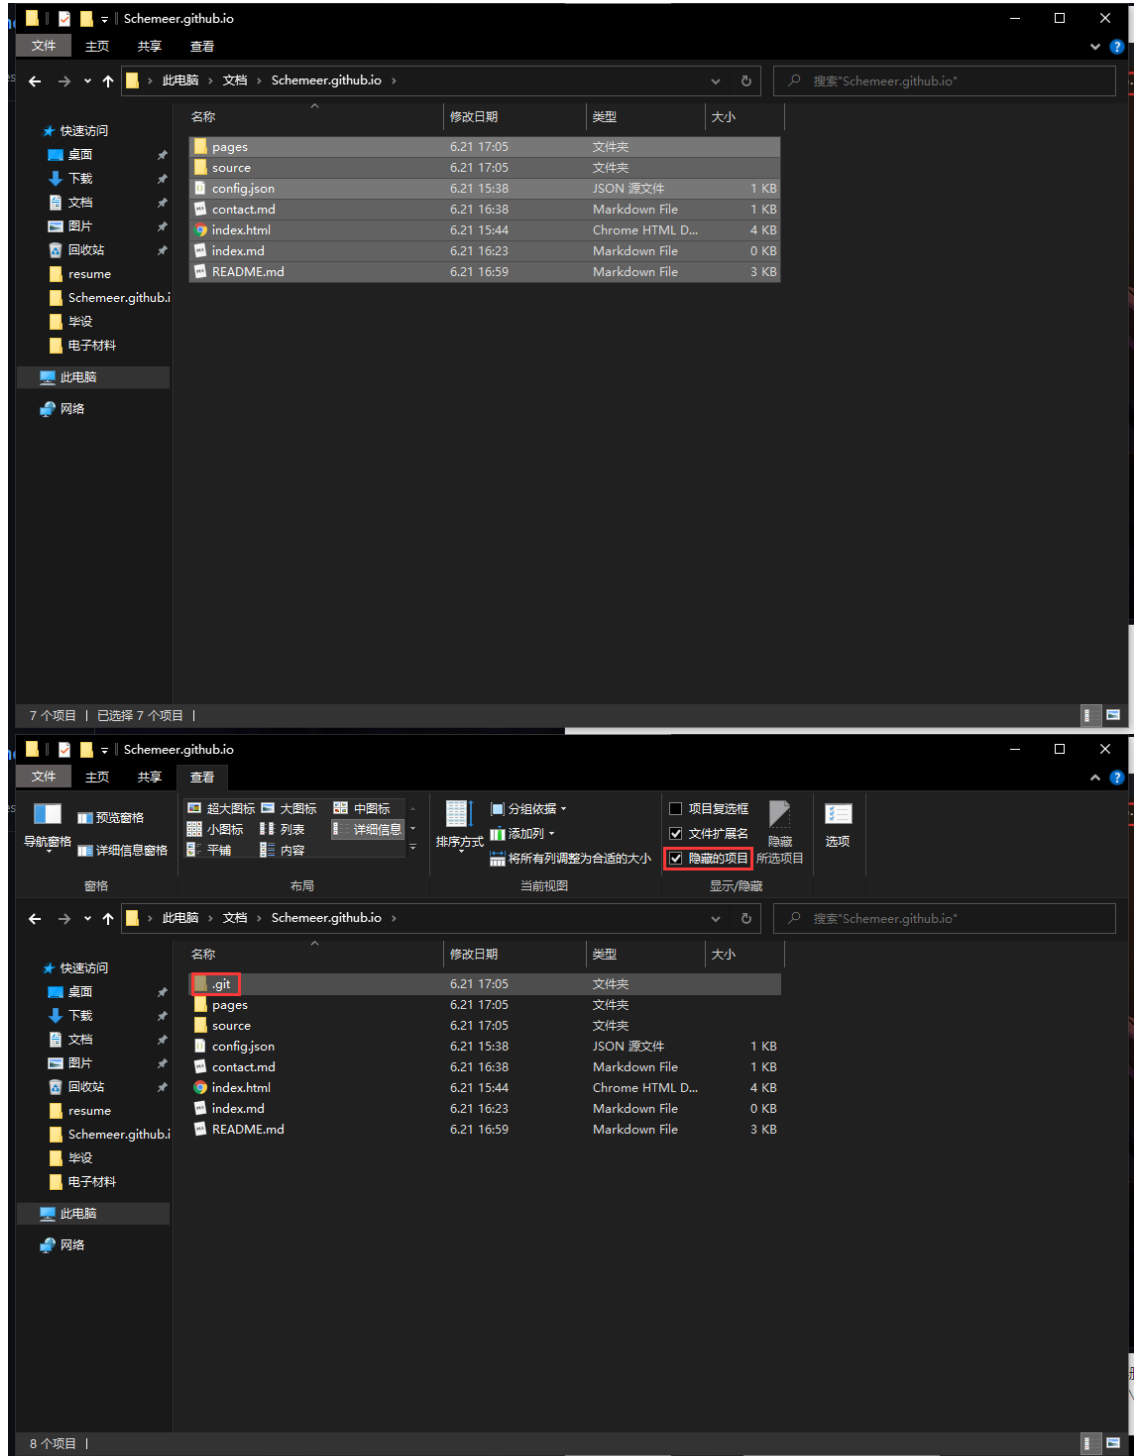 Schemeer.github.io
文件 主页 共享 查看
此电脑 文档 Schemeer.github.io 搜索"Schemeer.github.io"
名称 修改日期 类型 大小
快速访问
桌面
下载
文档
图片
回收站
resume
Schemeer.github.i
毕设
电子材料
此电脑
网络
pages 6.21 17:05 文件夹
source 6.21 17:05 文件夹
config.json 6.21 15:38 JSON 源文件 1 KB
contact.md 6.21 16:38 Markdown File 1 KB
index.html 6.21 15:44 Chrome HTML D... 4 KB
index.md 6.21 16:23 Markdown File 0 KB
README.md 6.21 16:59 Markdown File 3 KB
7 个项目 已选择 7 个项目
Schemeer.github.io
文件 主页 共享 查看
导航窗格 预览窗格 详细信息窗格
窗格
超大图标 大图标 中图标
小图标 列表 详细信息
平铺 内容
布局
排序方式 分组依据
添加列
将所有列调整为合适的大小
当前视图
项目复选框
文件扩展名
隐藏的项目
隐藏
所选项目
显示/隐藏
选项
此电脑 文档 Schemeer.github.io 搜索"Schemeer.github.io"
名称 修改日期 类型 大小
快速访问
桌面
下载
文档
图片
回收站
resume
Schemeer.github.i
毕设
电子材料
此电脑
网络
.git 6.21 17:05 文件夹
pages 6.21 17:05 文件夹
source 6.21 17:05 文件夹
config.json 6.21 15:38 JSON 源文件 1 KB
contact.md 6.21 16:38 Markdown File 1 KB
index.html 6.21 15:44 Chrome HTML D... 4 KB
index.md 6.21 16:23 Markdown File 0 KB
README.md 6.21 16:59 Markdown File 3 KB
8 个项目